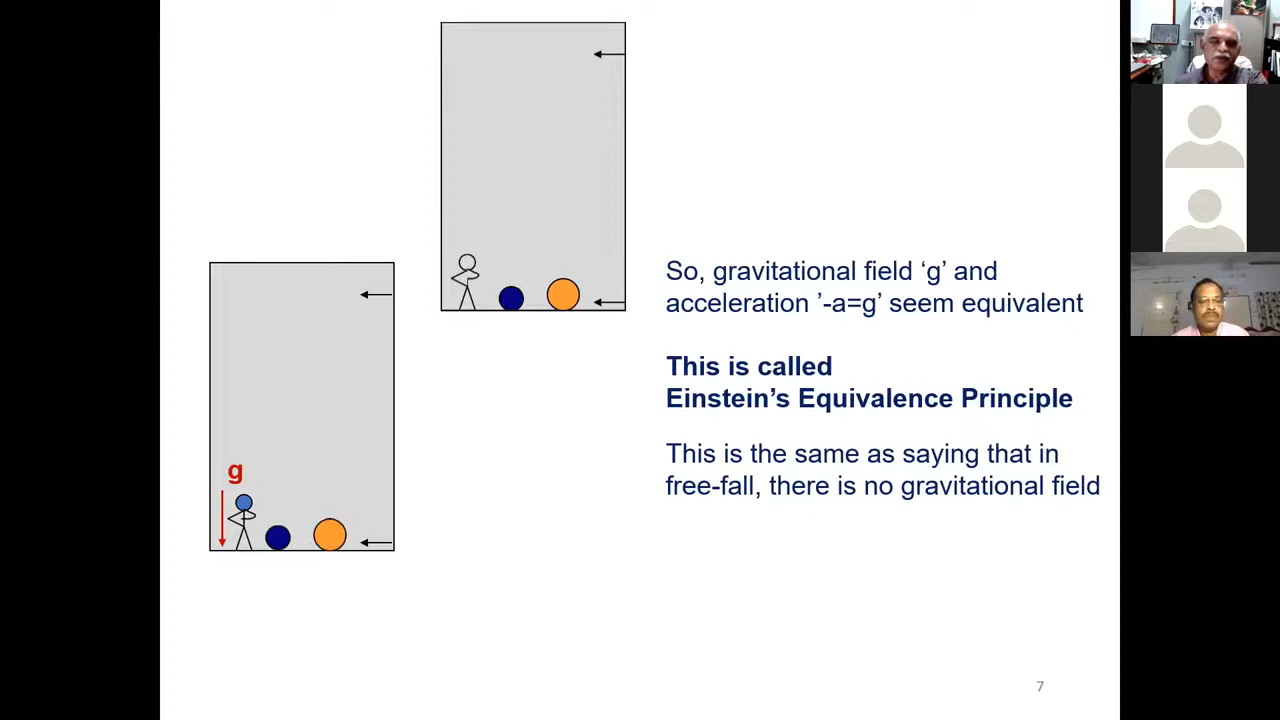 So, gravitational field ‘g’ and
acceleration ’-a=g’ seem equivalent
This is called
Einstein’s Equivalence Principle
g
This is the same as saying that in
free-fall, there is no gravitational field
7